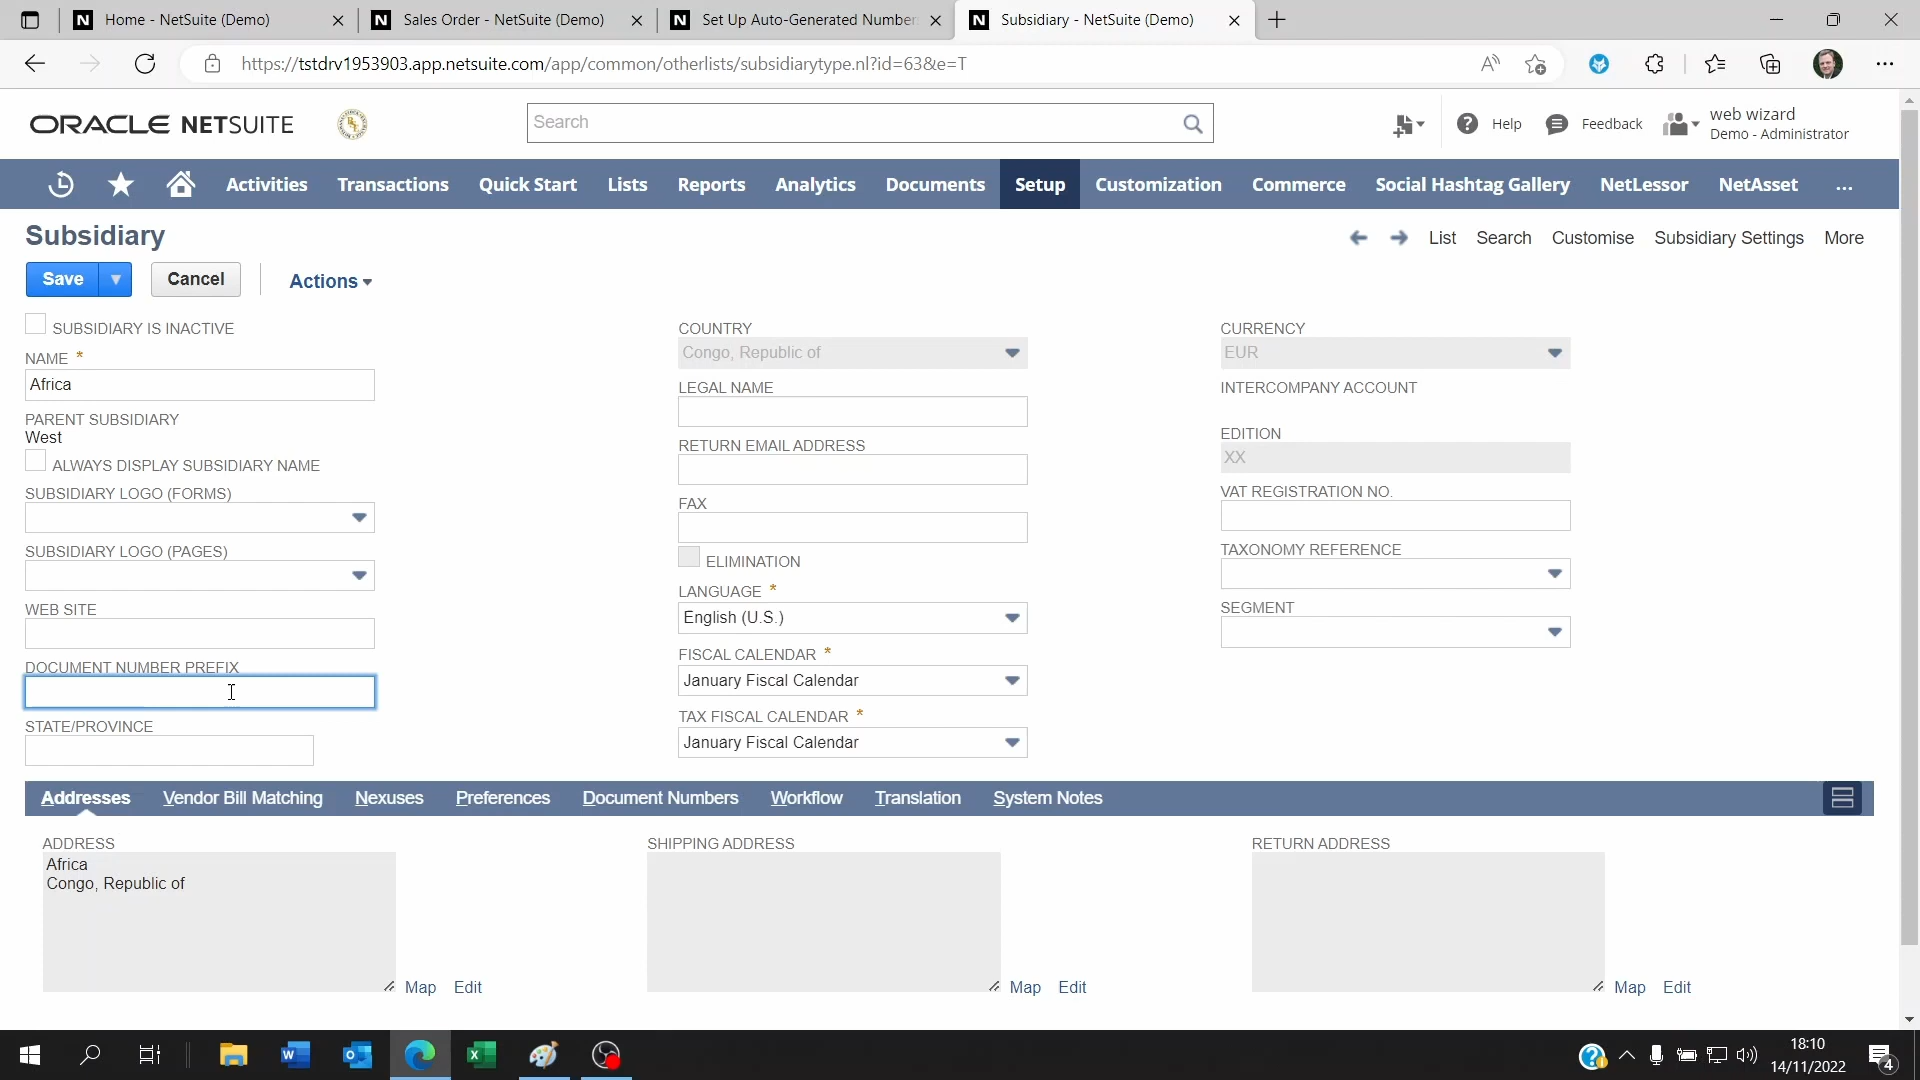 Home - NetSuite (Demo)
Sales Order - NetSuite (Demo)
Set Up Auto-Generated Number
Subsidiary - NetSuite (Demo)
https://tstdrv1953903.app.netsuite.com/app/common/otherlists/subsidiarytype.nl?id=63&e=T
ORACLE NETSUITE
Search
Help
Feedback
web wizard
Demo - Administrator
Activities
Transactions
Quick Start
Lists
Reports
Analytics
Documents
Setup
Customization
Commerce
Social Hashtag Gallery
NetLessor
NetAsset
...
Subsidiary
List
Search
Customise
Subsidiary Settings
More
Save
Cancel
Actions
SUBSIDIARY IS INACTIVE
NAME *
Africa
PARENT SUBSIDIARY
West
ALWAYS DISPLAY SUBSIDIARY NAME
SUBSIDIARY LOGO (FORMS)
SUBSIDIARY LOGO (PAGES)
WEB SITE
DOCUMENT NUMBER PREFIX
STATE/PROVINCE
COUNTRY
Congo, Republic of
LEGAL NAME
RETURN EMAIL ADDRESS
FAX
ELIMINATION
LANGUAGE *
English (U.S.)
FISCAL CALENDAR *
January Fiscal Calendar
TAX FISCAL CALENDAR *
January Fiscal Calendar
CURRENCY
EUR
INTERCOMPANY ACCOUNT
EDITION
XX
VAT REGISTRATION NO.
TAXONOMY REFERENCE
SEGMENT
Addresses
Vendor Bill Matching
Nexuses
Preferences
Document Numbers
Workflow
Translation
System Notes
ADDRESS
Africa
Congo, Republic of
Map Edit
SHIPPING ADDRESS
Map Edit
RETURN ADDRESS
Map Edit
18:10
14/11/2022
4